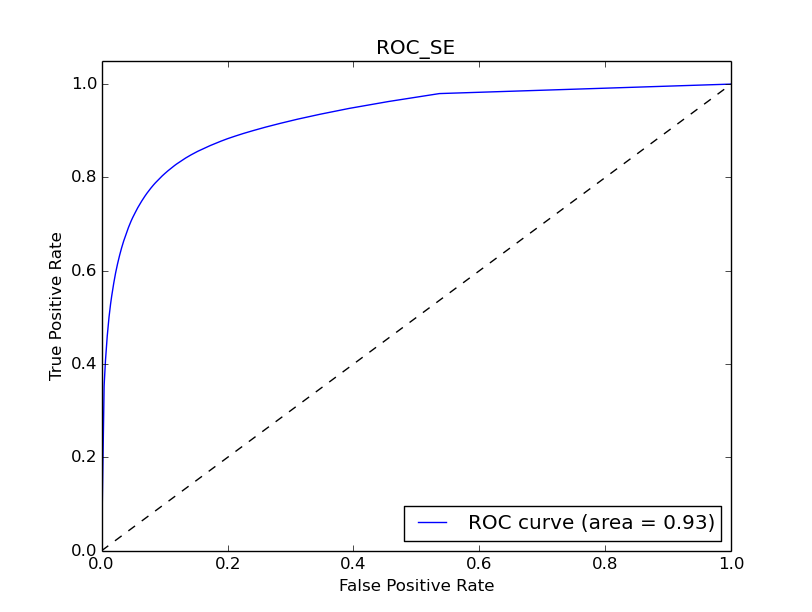 ROC_SE
1.0
0.8
0.6
0.4
0.2
0.0
True Positive Rate
ROC curve (area = 0.93)
0.0 0.2 0.4 0.6 0.8 1.0
False Positive Rate